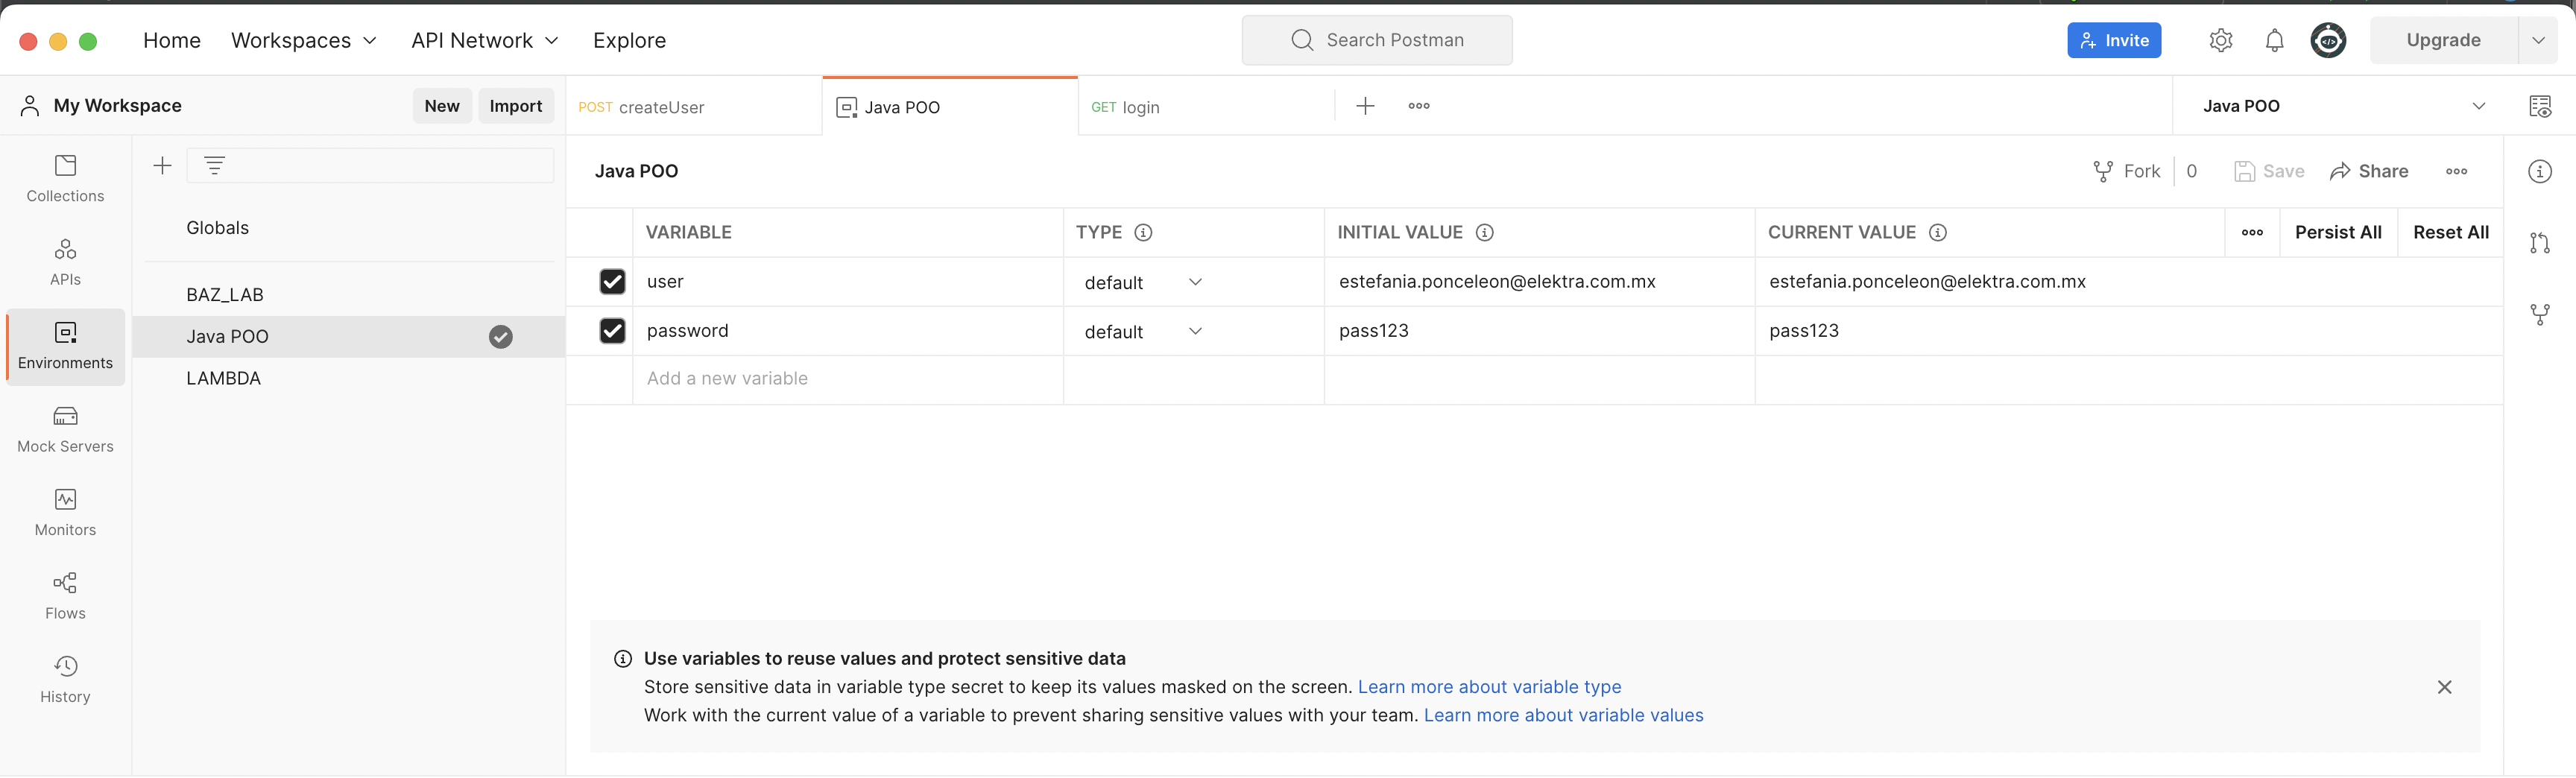 Home Workspaces API Network Explore Search Postman Invite Upgrade
My Workspace New Import POST createUser Java POO GET login Java POO
Collections
APIs
Environments
Mock Servers
Monitors
Flows
History
Globals
BAZ_LAB
Java POO
LAMBDA
Java POO Fork 0 Save Share
VARIABLE TYPE INITIAL VALUE CURRENT VALUE Persist All Reset All
user default estefania.ponceleon@elektra.com.mx estefania.ponceleon@elektra.com.mx
password default pass123 pass123
Add a new variable
Use variables to reuse values and protect sensitive data
Store sensitive data in variable type secret to keep its values masked on the screen. Learn more about variable type
Work with the current value of a variable to prevent sharing sensitive values with your team. Learn more about variable values